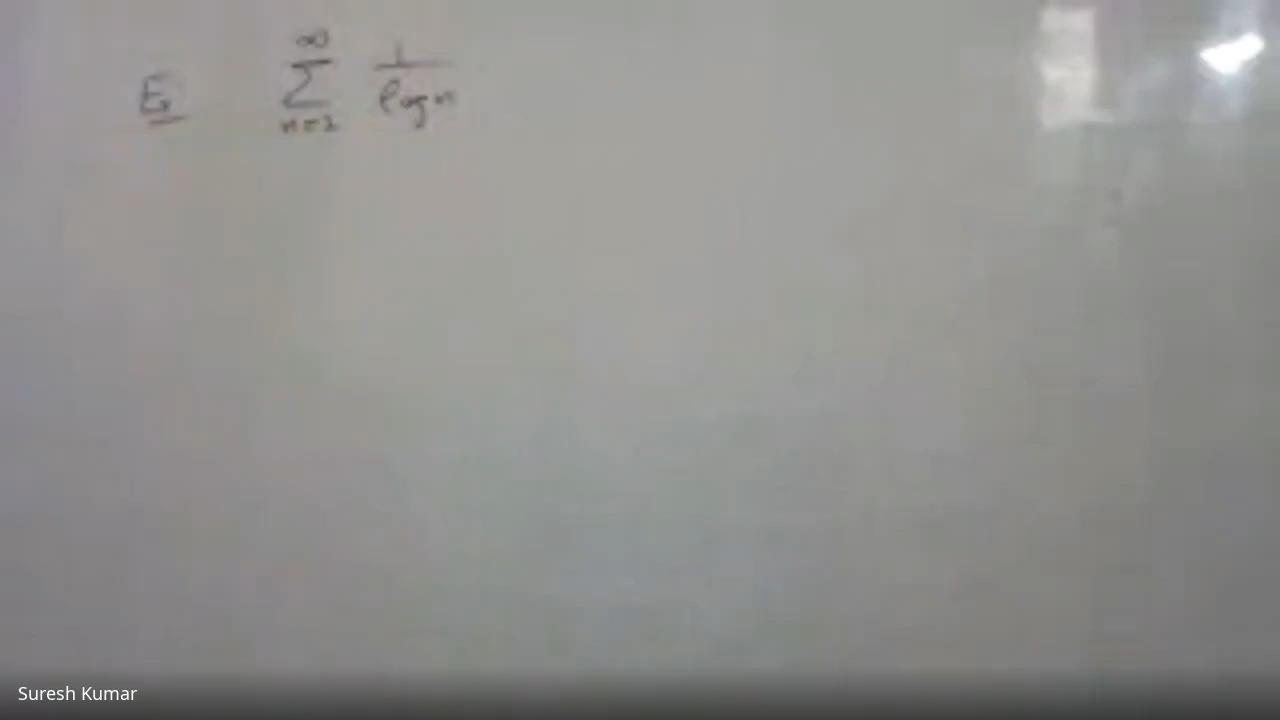 Ex ∞ ∑ n=2 1/log n
Suresh Kumar